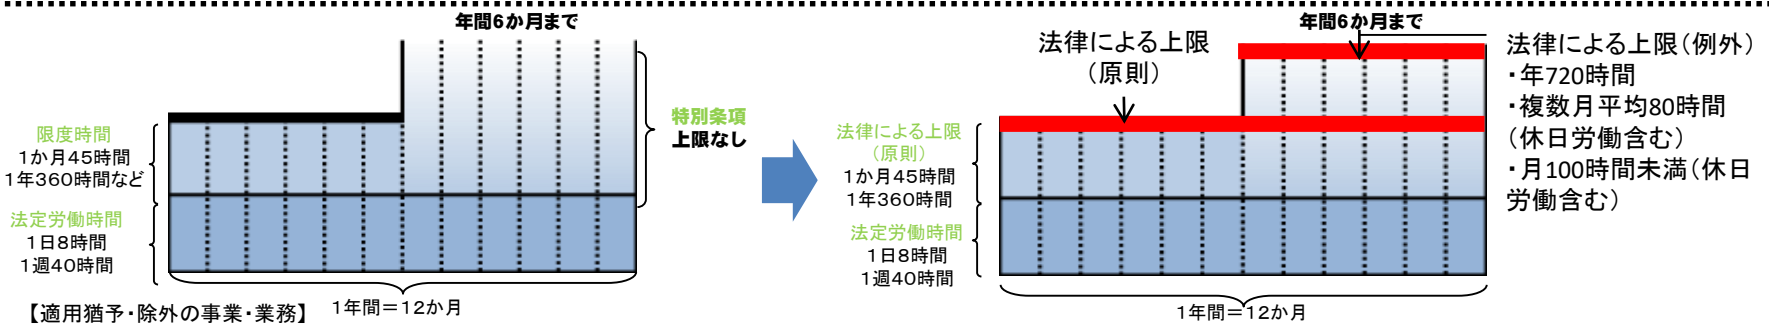 年間6か月まで
限度時間
1か月45時間
1年360時間など
法定労働時間
1日8時間
1週40時間
特別条項
上限なし
1年間＝12か月
【適用猶予・除外の事業・業務】
年間6か月まで
法律による上限
（原則）
法律による上限
（原則）
1か月45時間
1年360時間
法定労働時間
1日8時間
1週40時間
1年間＝12か月
法律による上限（例外）
・年720時間
・複数月平均80時間
（休日労働含む）
・月100時間未満（休日
労働含む）